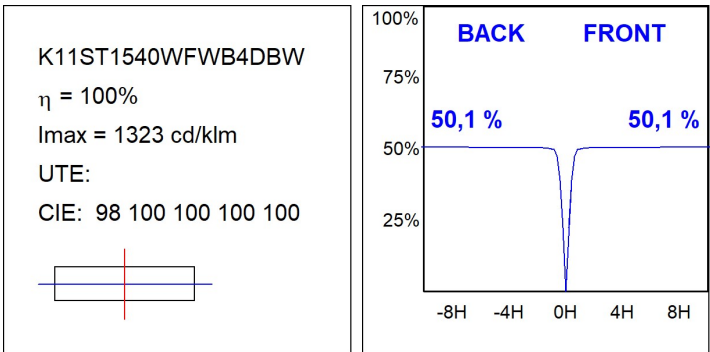 K11ST1540WFWB4DBW
η = 100%
Imax = 1323 cd/klm
UTE:
CIE: 98 100 100 100 100
100%
BACK FRONT
75%
50,1 % 50,1 %
50%
25%
-8H -4H 0H 4H 8H